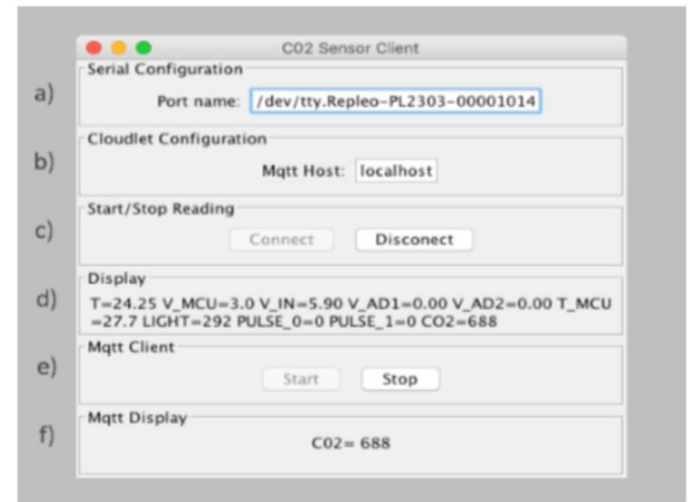 CO2 Sensor Client
Serial Configuration
a) Port name: /dev/tty.Repleo-PL2303-00001014
Cloudlet Configuration
b) Mqtt Host: localhost
Start/Stop Reading
c) Connect Disconect
Display
d) T=24.25 V_MCU=3.0 V_IN=5.90 V_AD1=0.00 V_AD2=0.00 T_MCU
=27.7 LIGHT=292 PULSE_0=0 PULSE_1=0 CO2=688
Mqtt Client
e) Start Stop
Mqtt Display
f) C02= 688